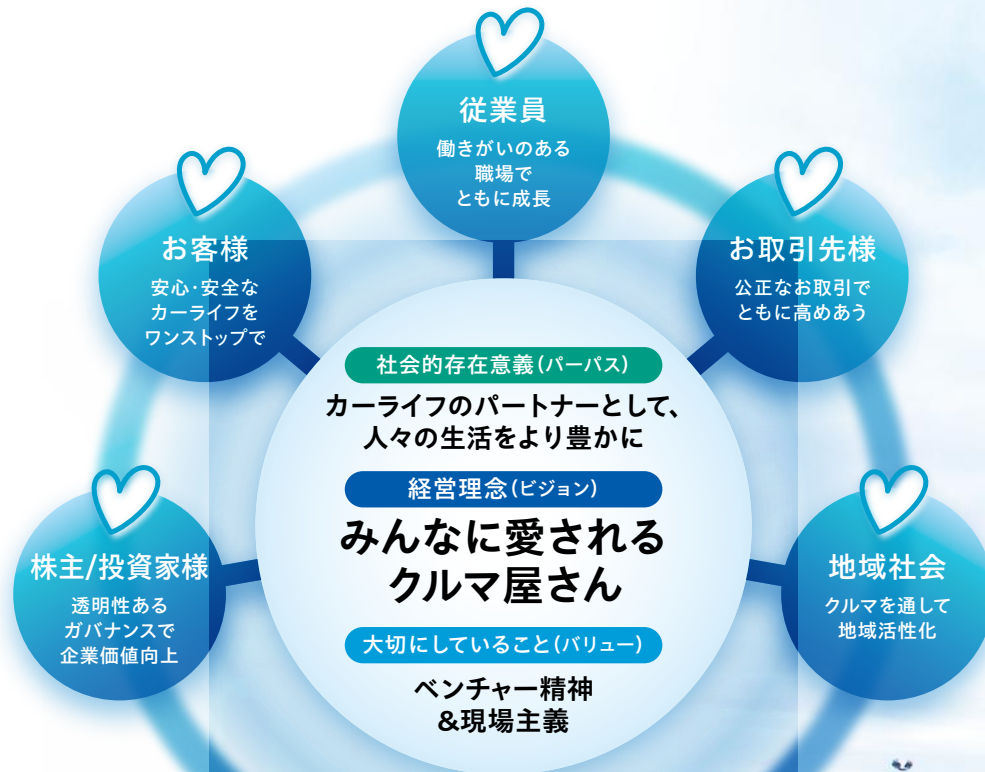 従業員
働きがいのある
職場で
ともに成長
お客様
安心・安全な
カーライフを
ワンストップで
お取引先様
公正なお取引で
ともに高めあう
社会的存在意義(パーパス)
カーライフのパートナーとして、
人々の生活をより豊かに
経営理念(ビジョン)
みんなに愛される
クルマ屋さん
大切にしていること(バリュー)
ベンチャー精神
&現場主義
株主/投資家様
透明性ある
ガバナンスで
企業価値向上
地域社会
クルマを通して
地域活性化